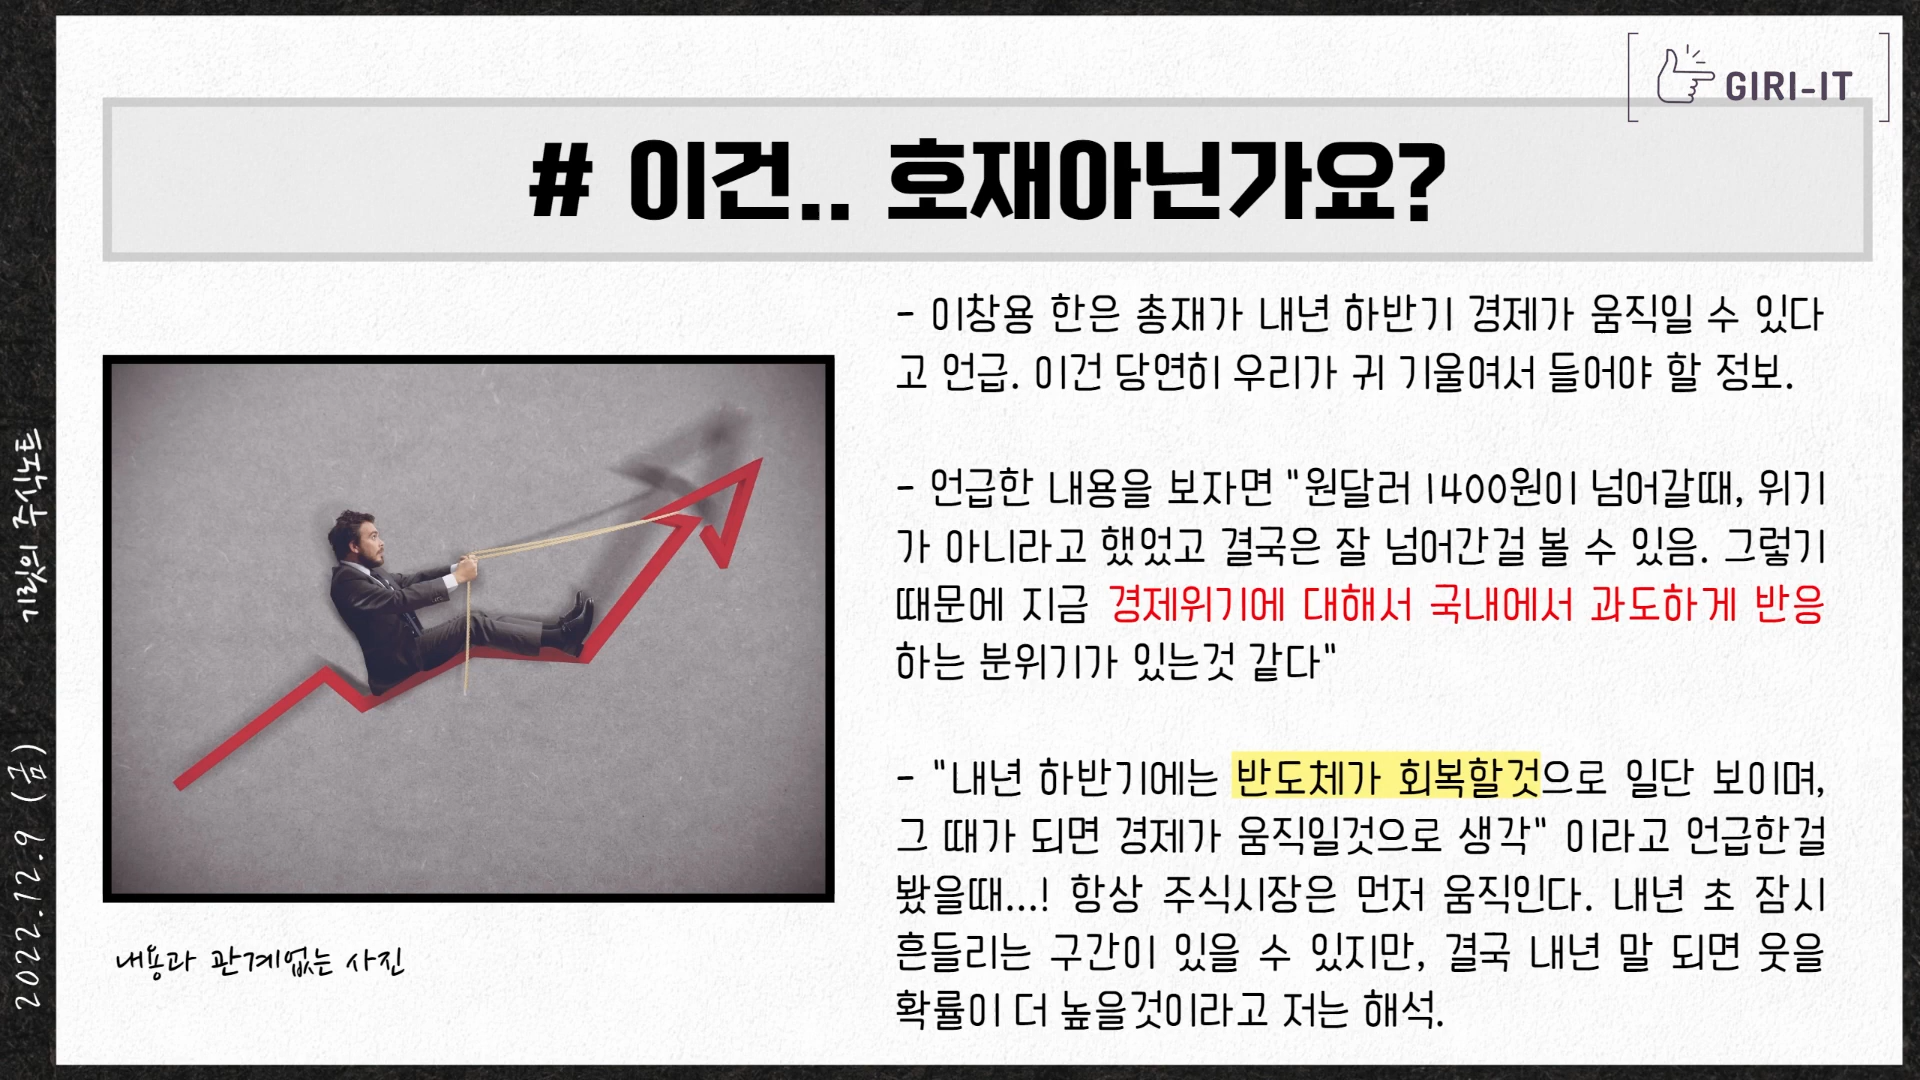 GIRI-IT
# 이건.. 호재아닌가요?
- 이창용 한은 총재가 내년 하반기 경제가 움직일 수 있다
고 언급. 이건 당연히 우리가 귀 기울여서 들어야 할 정보.
- 언급한 내용을 보자면 "원달러 1400원이 넘어갈때, 위기
가 아니라고 했었고 결국은 잘 넘어간걸 볼 수 있음. 그렇기
때문에 지금 경제위기에 대해서 국내에서 과도하게 반응
하는 분위기가 있는것 같다"
- "내년 하반기에는 반도체가 회복할것으로 일단 보이며,
그 때가 되면 경제가 움직일것으로 생각" 이라고 언급한걸
봤을때...! 항상 주식시장은 먼저 움직인다. 내년 초 잠시
흔들리는 구간이 있을 수 있지만, 결국 내년 말 되면 웃을
확률이 더 높을것이라고 저는 해석.
내용과 관계없는 사진
2022.12.9 (금)
기릿의 주식노트